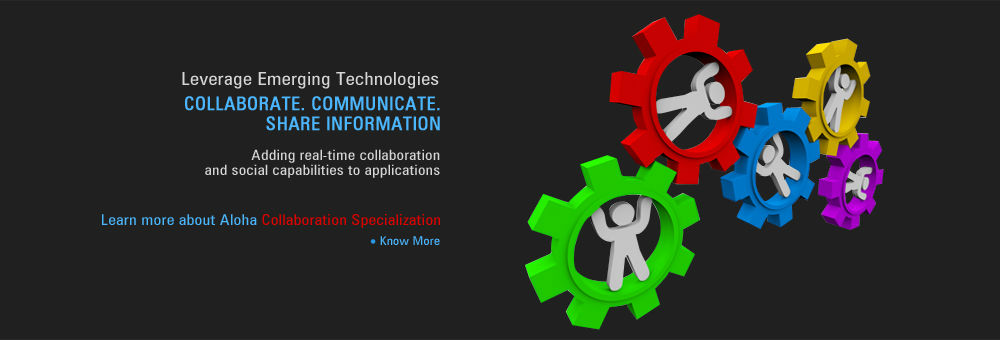 Leverage Emerging Technologies
COLLABORATE. COMMUNICATE.
SHARE INFORMATION
Adding real-time collaboration
and social capabilities to applications
Learn more about Aloha Collaboration Specialization
• Know More